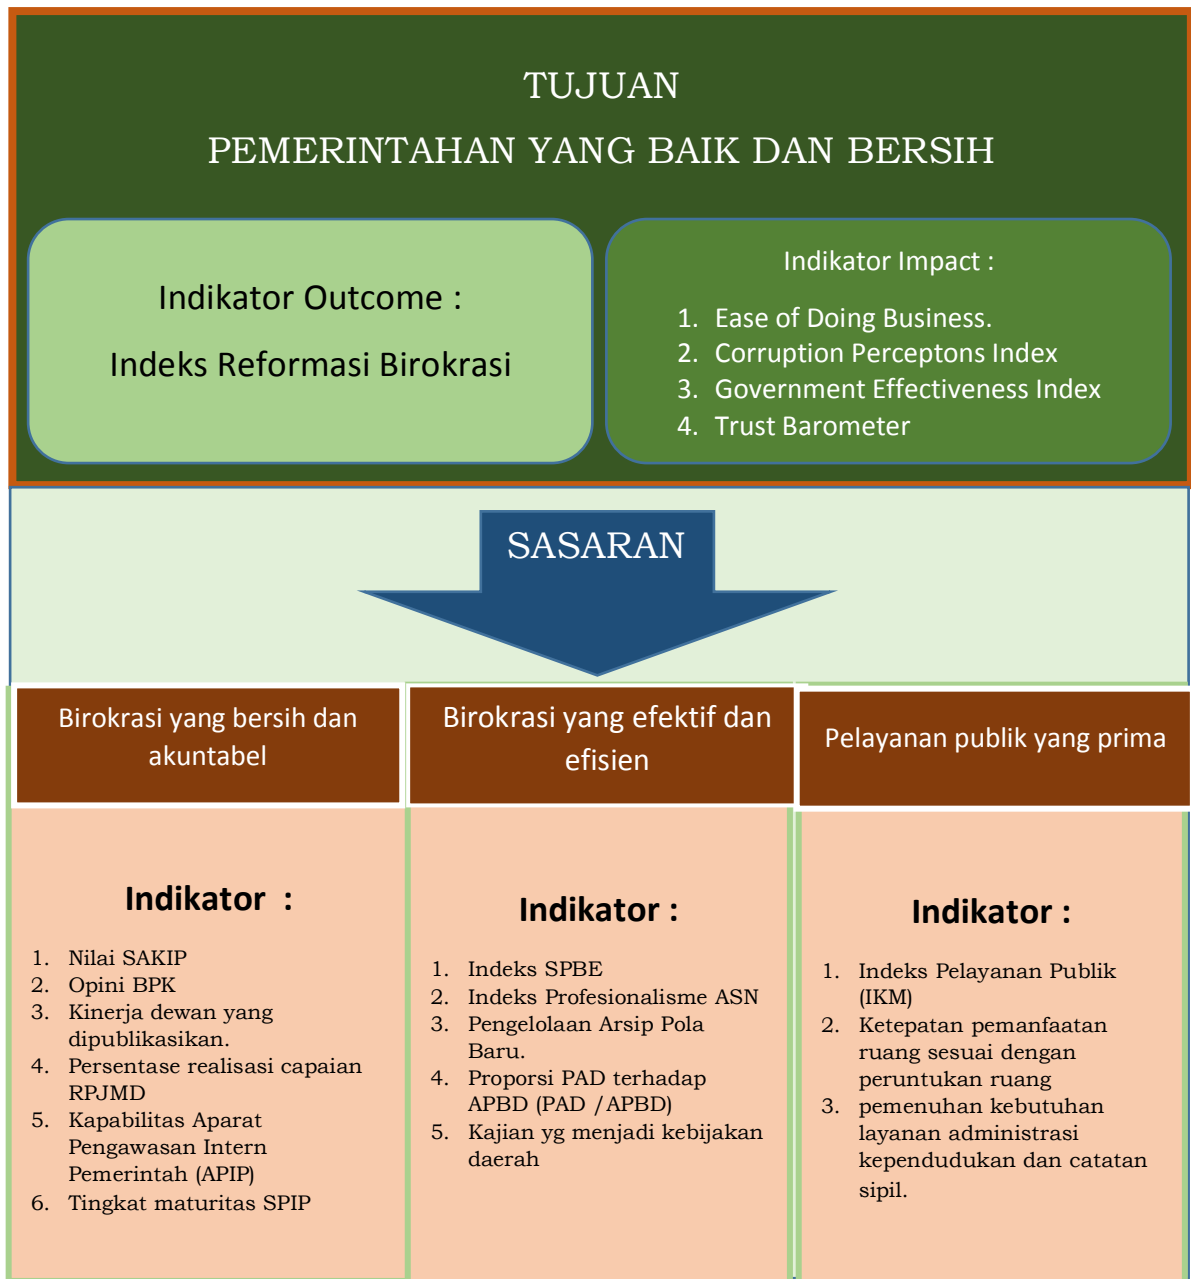 TUJUAN
PEMERINTAHAN YANG BAIK DAN BERSIH
Indikator Outcome :
Indeks Reformasi Birokrasi
Indikator Impact :
1. Ease of Doing Business.
2. Corruption Perceptons Index
3. Government Effectiveness Index
4. Trust Barometer
SASARAN
Birokrasi yang bersih dan
akuntabel
Indikator :
1. Nilai SAKIP
2. Opini BPK
3. Kinerja dewan yang
dipublikasikan.
4. Persentase realisasi capaian
RPJMD
5. Kapabilitas Aparat
Pengawasan Intern
Pemerintah (APIP)
6. Tingkat maturitas SPIP
Birokrasi yang efektif dan
efisien
Indikator :
1. Indeks SPBE
2. Indeks Profesionalisme ASN
3. Pengelolaan Arsip Pola
Baru.
4. Proporsi PAD terhadap
APBD (PAD /APBD)
5. Kajian yg menjadi kebijakan
daerah
Pelayanan publik yang prima
Indikator :
1. Indeks Pelayanan Publik
(IKM)
2. Ketepatan pemanfaatan
ruang sesuai dengan
peruntukan ruang
3. pemenuhan kebutuhan
layanan administrasi
kependudukan dan catatan
sipil.